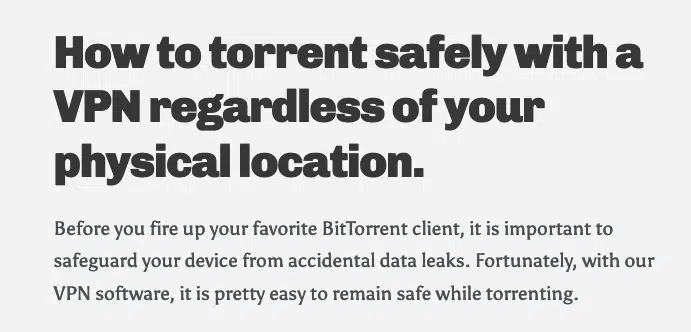 How to torrent safely with a
VPN regardless of your
physical location.
Before you fire up your favorite BitTorrent client, it is important to
safeguard your device from accidental data leaks. Fortunately, with our
VPN software, it is pretty easy to remain safe while torrenting.